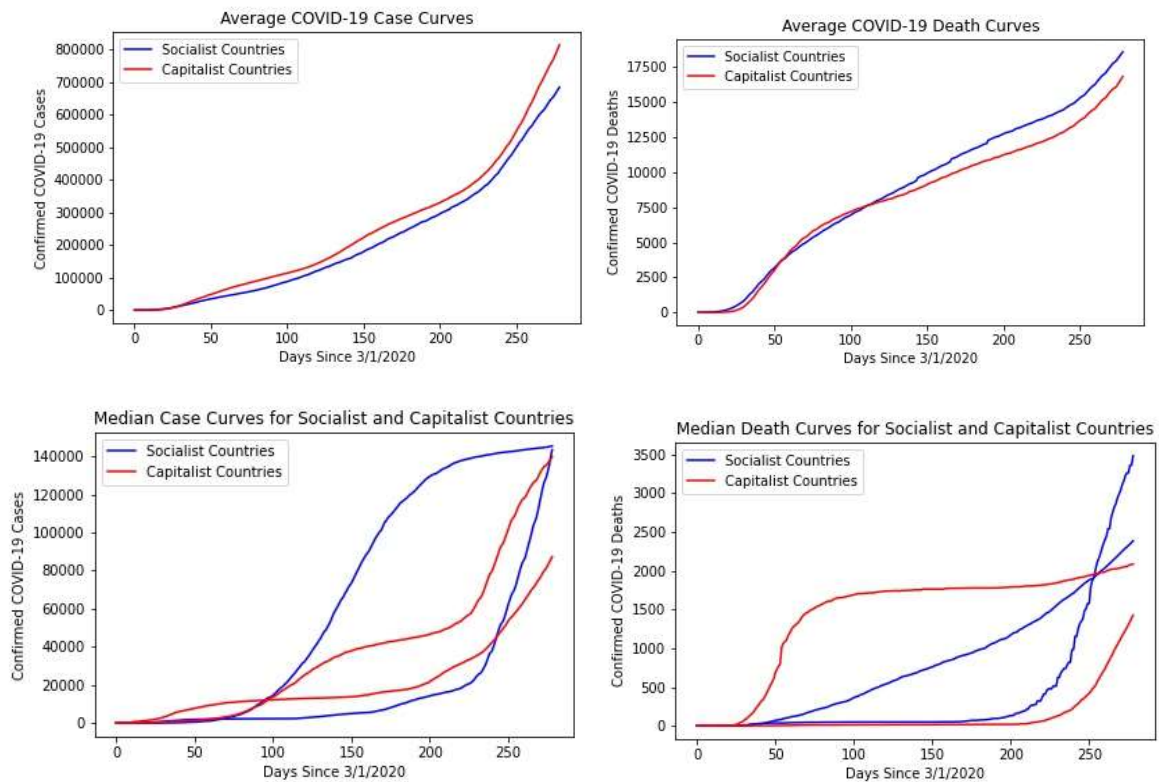 Average COVID-19 Case Curves
Socialist Countries
Capitalist Countries
800000
700000
600000
500000
400000
300000
200000
100000
0
Confirmed COVID-19 Cases
0 50 100 150 200 250
Days Since 3/1/2020
Average COVID-19 Death Curves
Socialist Countries
Capitalist Countries
17500
15000
12500
10000
7500
5000
2500
0
Confirmed COVID-19 Deaths
0 50 100 150 200 250
Days Since 3/1/2020
Median Case Curves for Socialist and Capitalist Countries
Socialist Countries
Capitalist Countries
140000
120000
100000
80000
60000
40000
20000
0
Confirmed COVID-19 Cases
0 50 100 150 200 250
Days Since 3/1/2020
Median Death Curves for Socialist and Capitalist Countries
Socialist Countries
Capitalist Countries
3500
3000
2500
2000
1500
1000
500
0
Confirmed COVID-19 Deaths
0 50 100 150 200 250
Days Since 3/1/2020